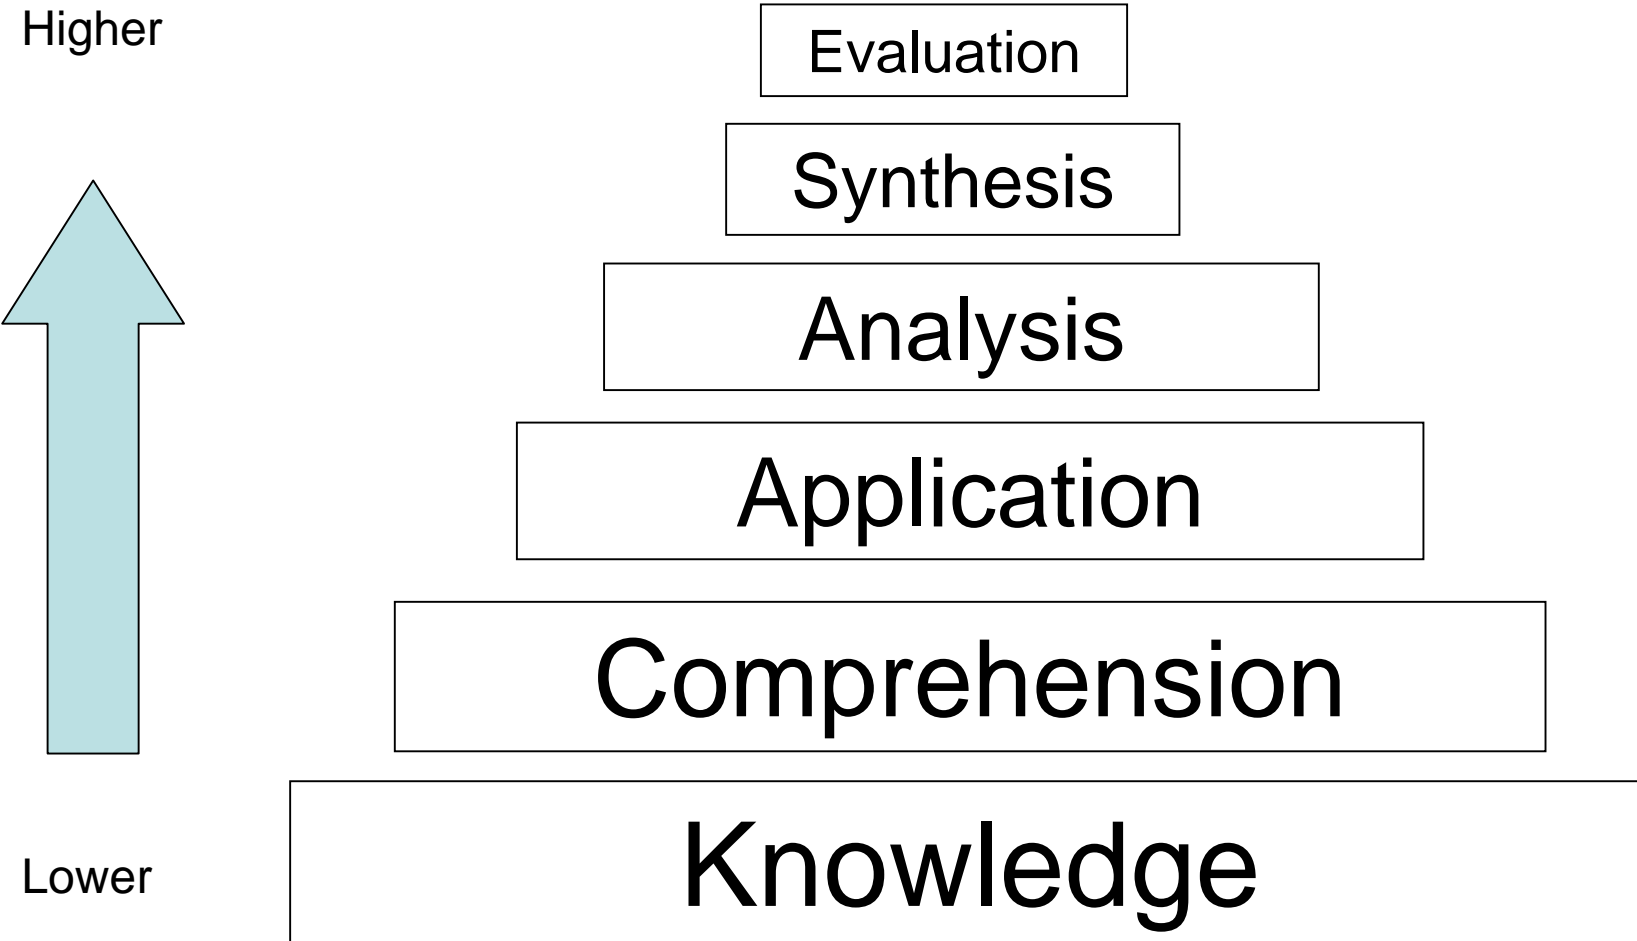 Higher
Evaluation
Synthesis
Analysis
Application
Comprehension
Lower
Knowledge